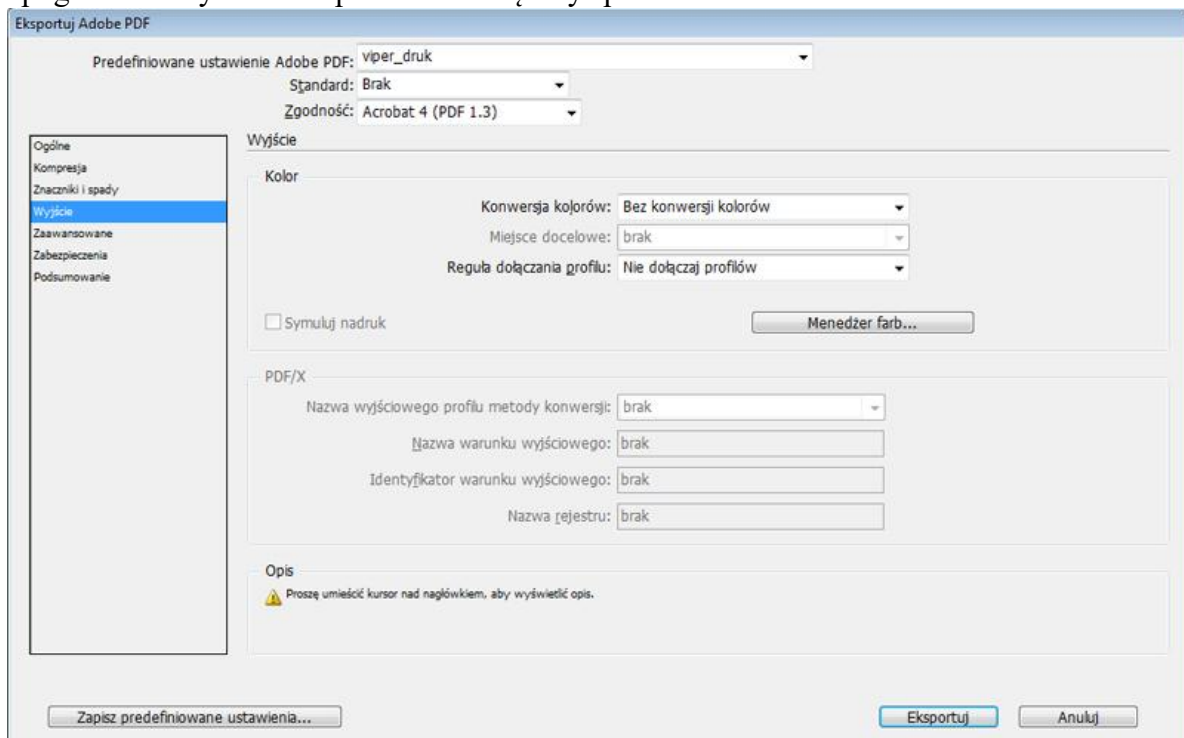 Eksportuj Adobe PDF
Predefiniowane ustawienie Adobe PDF: viper_druk
Standard: Brak
Zgodność: Acrobat 4 (PDF 1.3)
Ogólne
Kompresja
Znaczniki i spady
Wyjście
Zaawansowane
Zabezpieczenia
Podsumowanie
Wyjście
Kolor
Konwersja kolorów: Bez konwersji kolorów
Miejsce docelowe: brak
Reguła dołączania profilu: Nie dołączaj profilów
Symuluj nadruk
Menedżer farb...
PDF/X
Nazwa wyjściowego profilu metody konwersji: brak
Nazwa warunku wyjściowego: brak
Identyfikator warunku wyjściowego: brak
Nazwa rejestru: brak
Opis
Proszę umieścić kursor nad nagłówkiem, aby wyświetlić opis.
Zapisz predefiniowane ustawienia...
Eksportuj
Anuluj